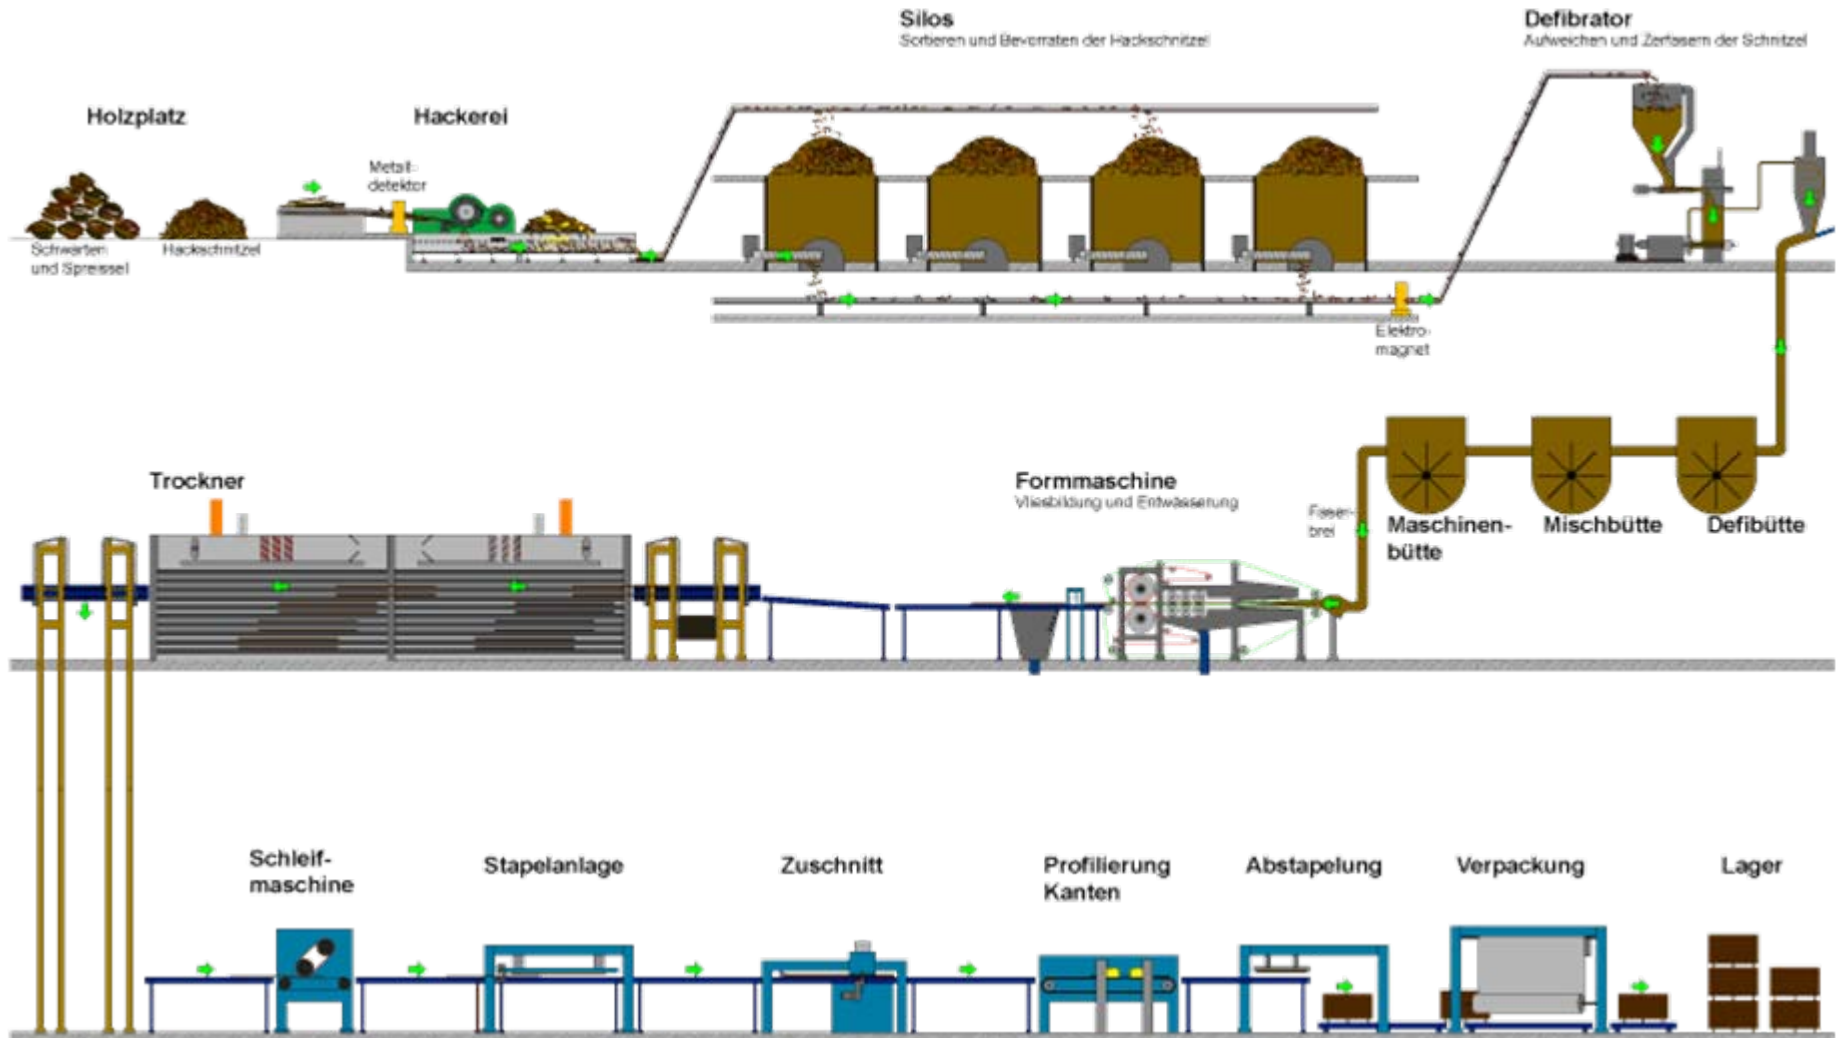 Silos
Sortieren und Bevorraten der Hackschnitzel
Defibrator
Aufweichen und Zerfasern der Schnitzel
Holzplatz
Hackerei
Metall-
detektor
Schwarten
und Spreissel
Hackschnitzel
Elektro-
magnet
Trockner
Formmaschine
Vliesbildung und Entwässerung
Faser-
brei
Maschinen-
bütte
Mischbütte
Defibütte
Schleif-
maschine
Stapelanlage
Zuschnitt
Profilierung
Kanten
Abstapelung
Verpackung
Lager